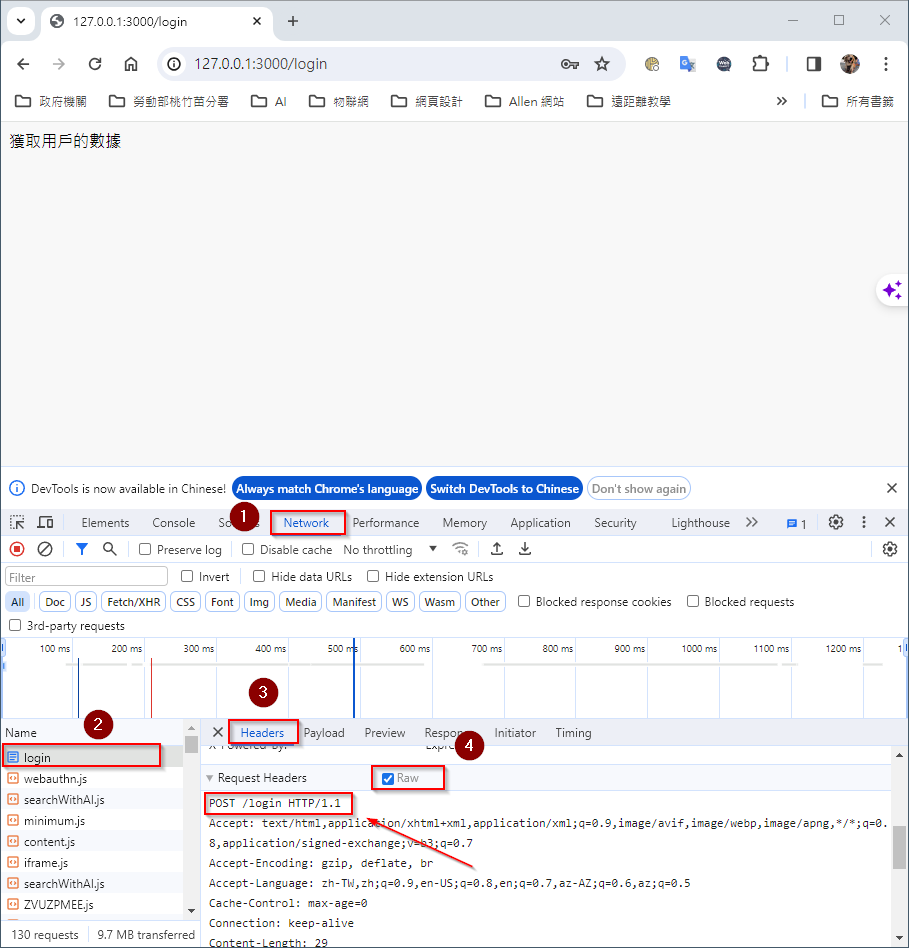 127.0.0.1:3000/login
127.0.0.1:3000/login
政府機關 勞動部桃竹苗分署 AI 物聯網 網頁設計 Allen 網站 遠距離教學 所有書籤
獲取用戶的數據
DevTools is now available in Chinese! Always match Chrome's language Switch DevTools to Chinese Don't show again
1
Elements Console Network Performance Memory Application Security Lighthouse 1
Preserve log Disable cache No throttling
Filter Invert Hide data URLs Hide extension URLs
All Doc JS Fetch/XHR CSS Font Img Media Manifest WS Wasm Other Blocked response cookies Blocked requests
3rd-party requests
100 ms 200 ms 300 ms 400 ms 500 ms 600 ms 700 ms 800 ms 900 ms 1000 ms 1100 ms 1200 ms
3
2
Name Headers Payload Preview Initiator Timing
4
login
X-Powered-By:
webauthn.js Request Headers Raw
searchWithAI.js POST /login HTTP/1.1
minimum.js Accept: text/html,application/xhtml+xml,application/xml;q=0.9,image/avif,image/webp,image/apng,*/*;q=0.
content.js 8,application/signed-exchange;v=b3;q=0.7
iframe.js Accept-Encoding: gzip, deflate, br
searchWithAI.js Accept-Language: zh-TW,zh;q=0.9,en-US;q=0.8,en;q=0.7,az-AZ;q=0.6,az;q=0.5
ZVUZPMEE.js Cache-Control: max-age=0
Connection: keep-alive
130 requests 9.7 MB transferred Content-Length: 29